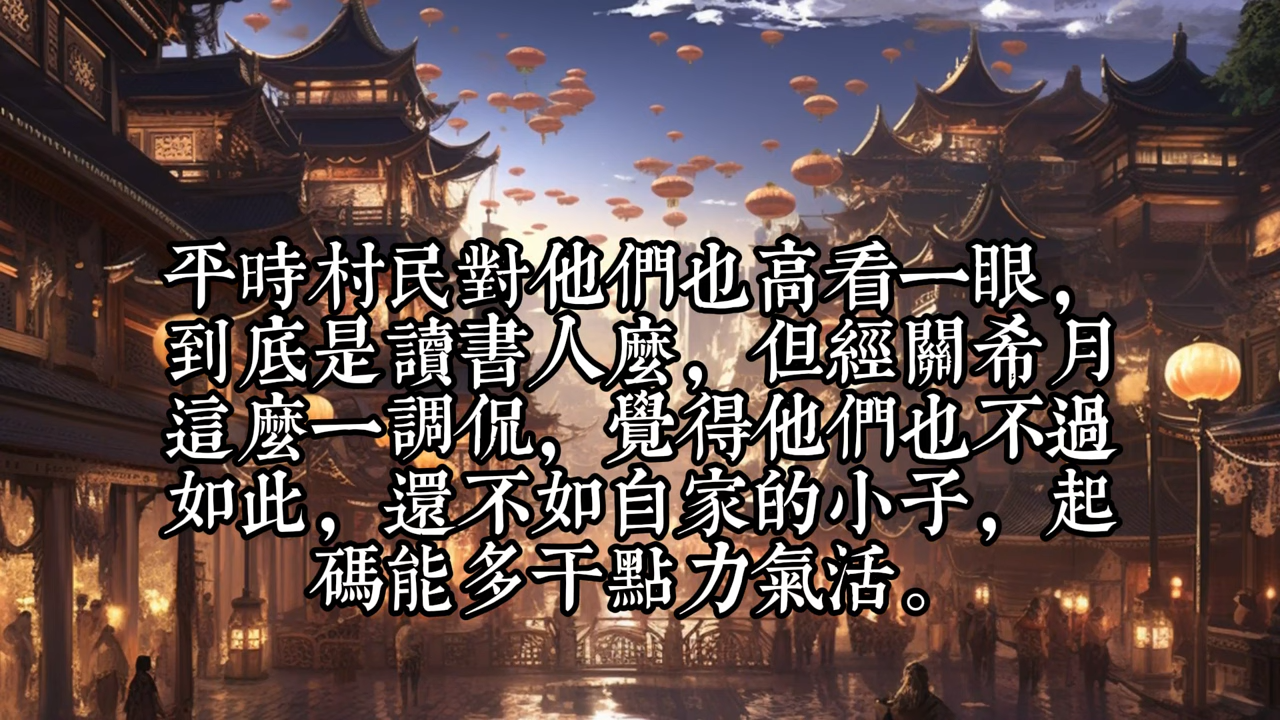 平時村民對他們也高看一眼，
到底是讀書人麼，但經關希月
這麼一調侃，覺得他們也不過
如此，還不如自家的小子，起
碼能多干點力氣活。